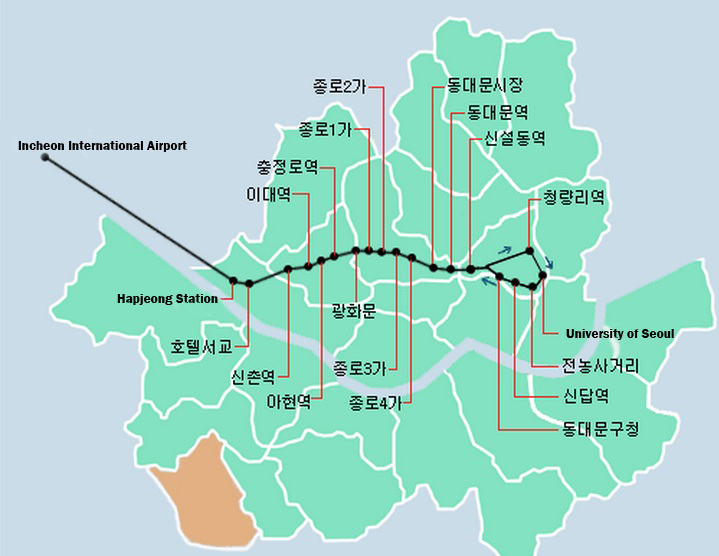 종로2가
동대문시장
동대문역
종로1가
신설동역
Incheon International Airport
충정로역
이대역
청량리역
Hapjeong Station
광화문
University of Seoul
호텔서교
종로3가
전농사거리
신촌역
신답역
아현역
종로4가
동대문구청